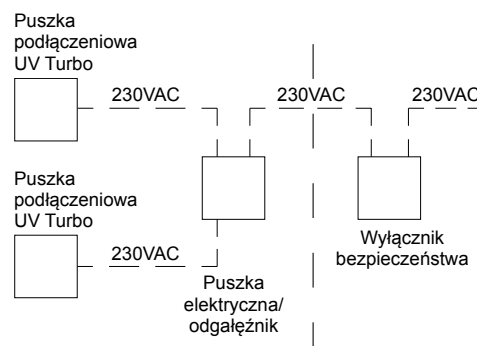 Puszka
podłączeniowa
UV Turbo
230VAC
230VAC
230VAC
Puszka
podłączeniowa
UV Turbo
230VAC
Puszka
elektryczna/
odgałęźnik
Wyłącznik
bezpieczeństwa